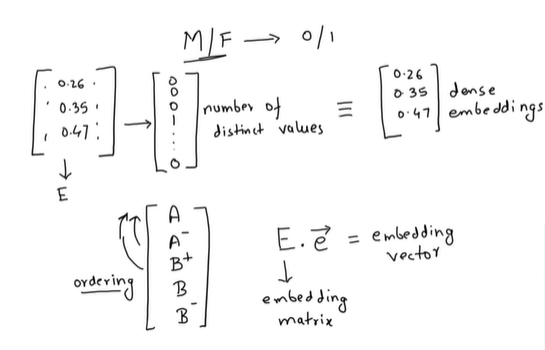 M/F → 0/1
. 0.26 .
' 0.35 '
, 0.47 :
→
0
0
0
1
:
:
0
number of
distinct values
≡
0.26
0.35
0.47
dense
embeddings
↓
E
ordering
A
A⁻
B⁺
B
B⁻
E . e⃗ = embedding
vector
↓
embedding
matrix